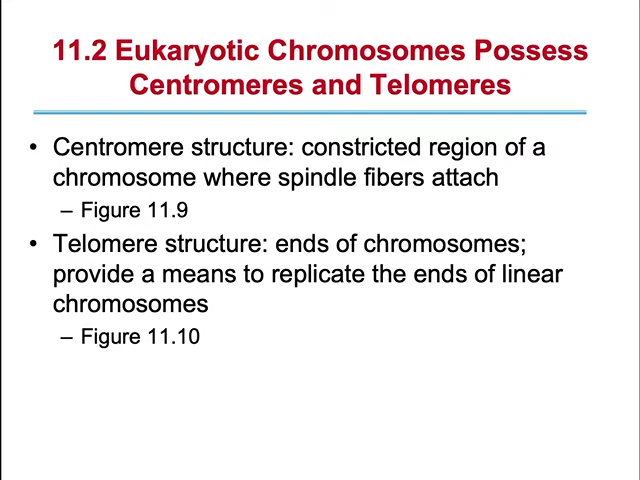 11.2 Eukaryotic Chromosomes Possess
Centromeres and Telomeres
• Centromere structure: constricted region of a
chromosome where spindle fibers attach
– Figure 11.9
• Telomere structure: ends of chromosomes;
provide a means to replicate the ends of linear
chromosomes
– Figure 11.10